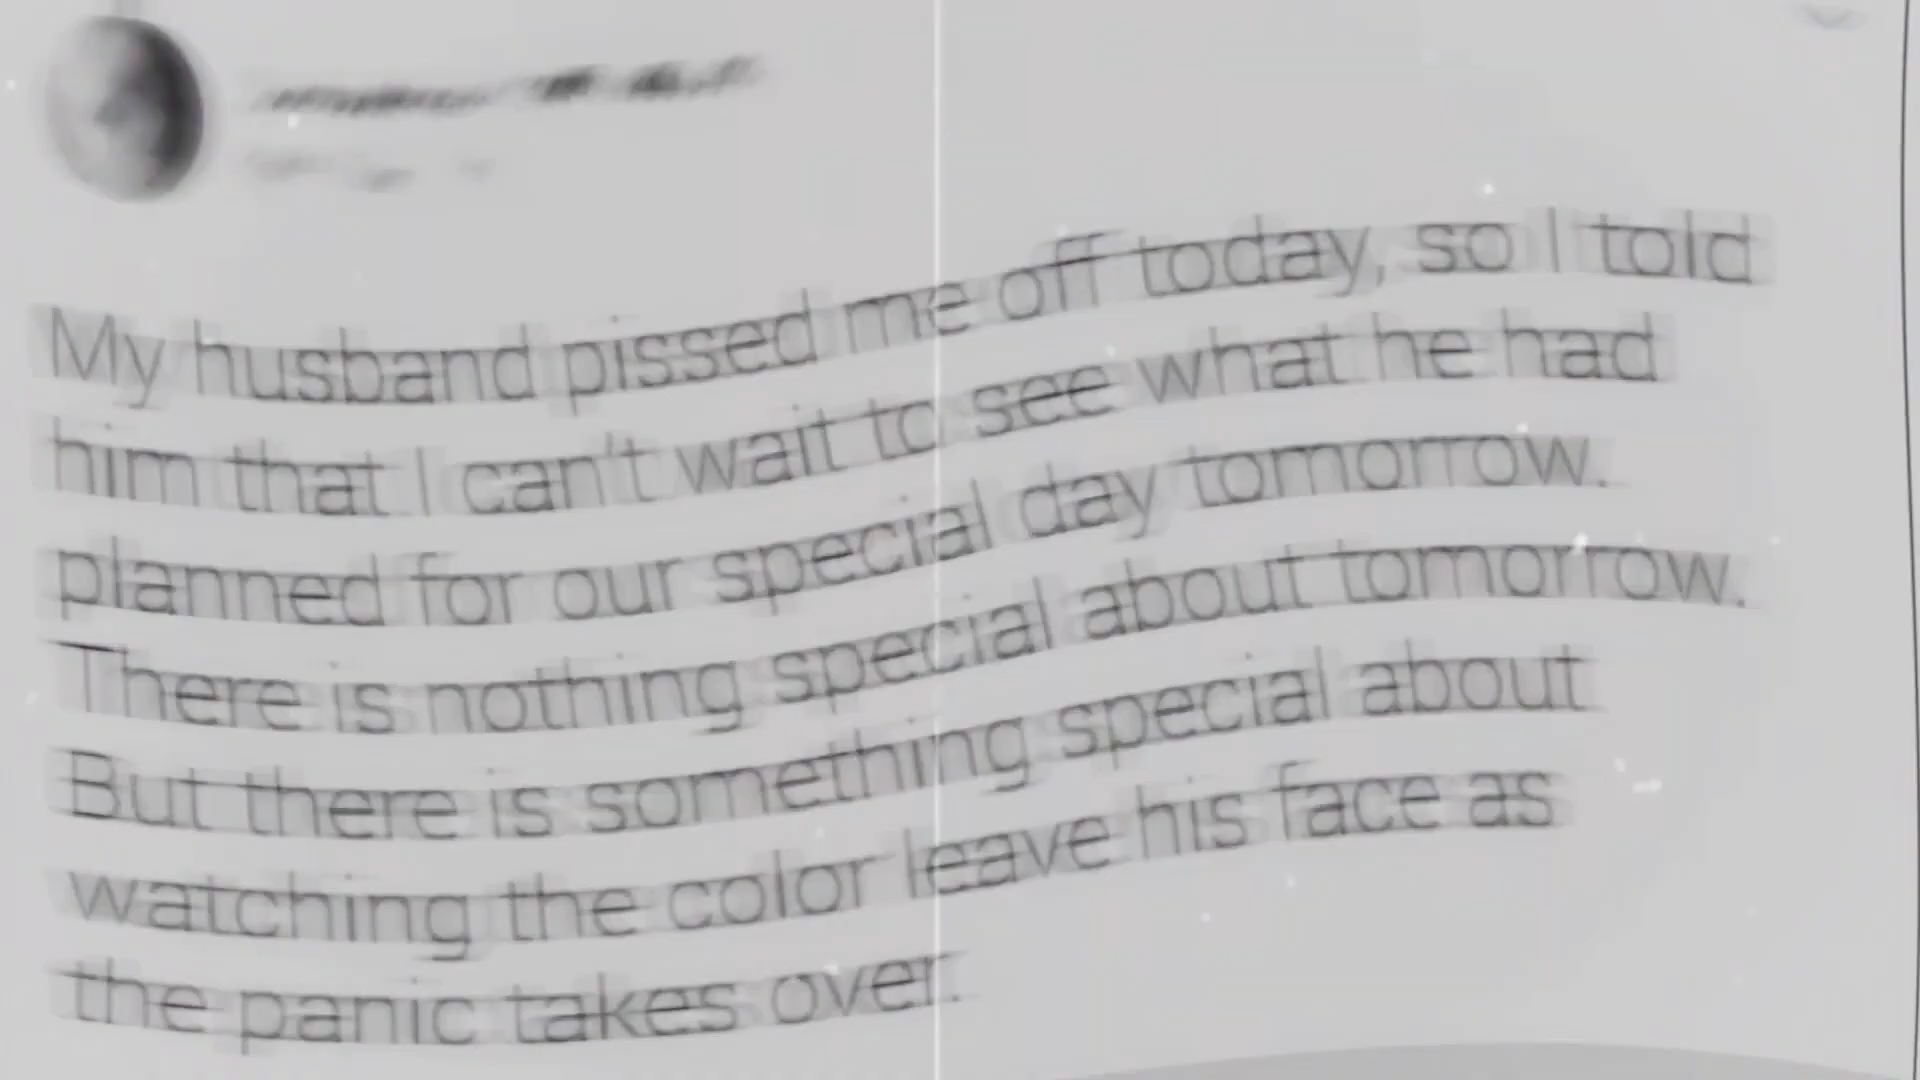 My husband pissed me off today, so I told
him that I can't wait to see what he had
planned for our special day tomorrow.
There is nothing special about tomorrow.
But there is something special about
watching the color leave his face as
the panic takes over.